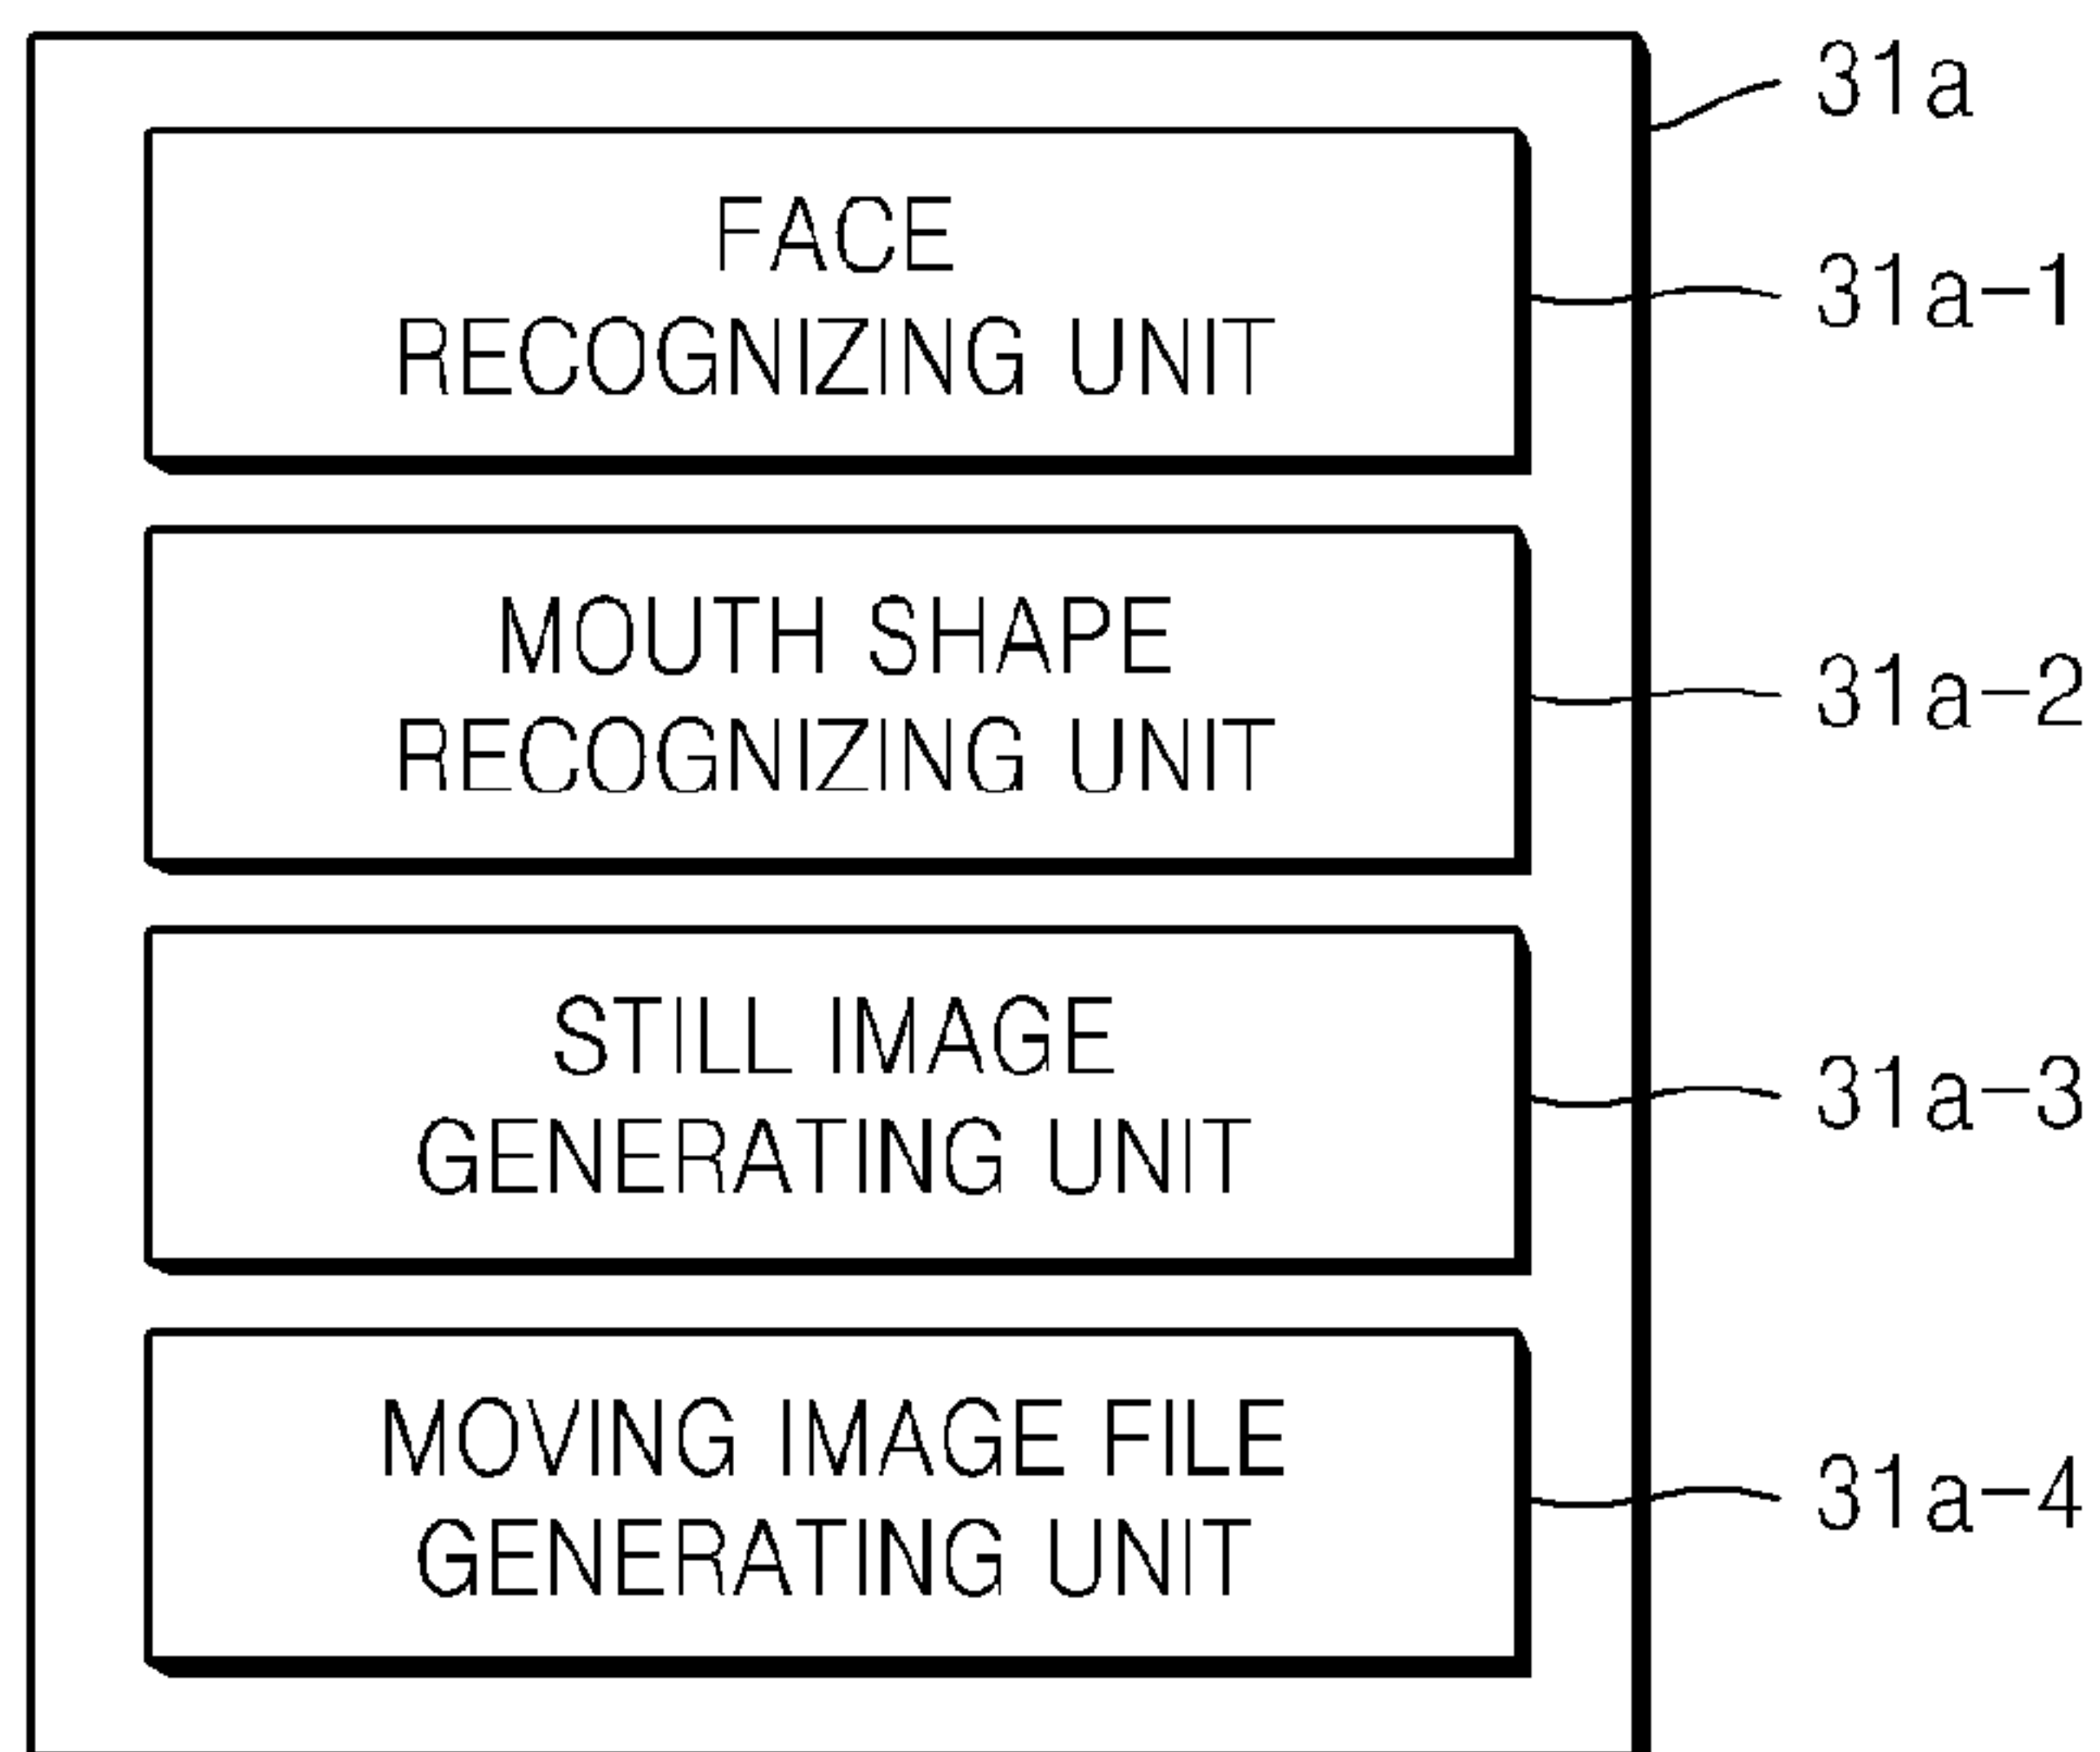 31a
FACE
RECOGNIZING UNIT
31a-1
MOUTH SHAPE
RECOGNIZING UNIT
31a-2
STILL IMAGE
GENERATING UNIT
31a-3
MOVING IMAGE FILE
GENERATING UNIT
31a-4